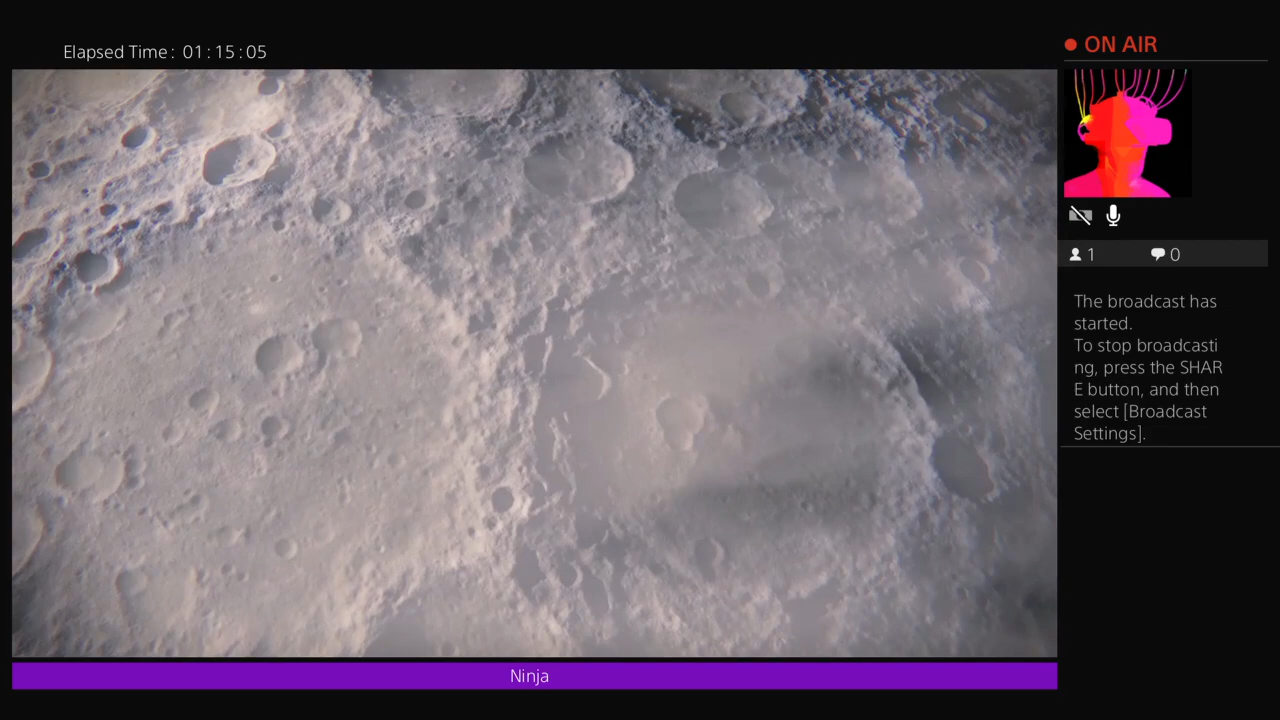 Elapsed Time: 01:15:05
ON AIR
1 0
The broadcast has
started.
To stop broadcasti
ng, press the SHAR
E button, and then
select [Broadcast
Settings].
Ninja